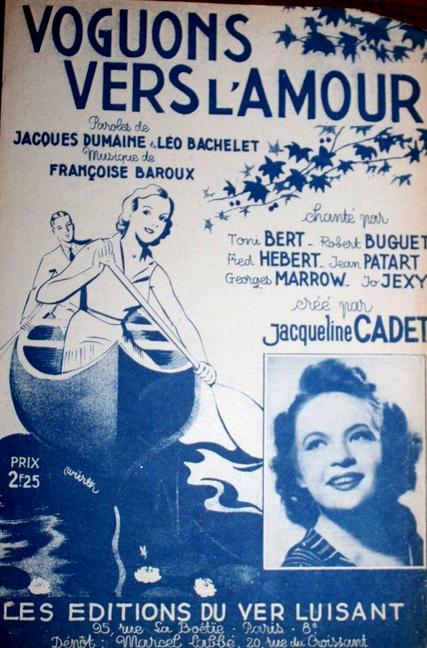 VOGUONS
VERS L'AMOUR
Paroles de
JACQUES DUMAINE & LÉO BACHELET
Musique de
FRANÇOISE BAROUX
chanté par
Toni BERT - Robert BUGUET
Fred HEBERT - Jean PATART
Georges MARROW - Jo JEXY
créé par
Jacqueline CADET
PRIX
2F25
würth
LES EDITIONS DU VER LUISANT
95, rue La Boëtie - Paris - 8e
Dépôt: Marcel Labbé, 20, rue du Croissant